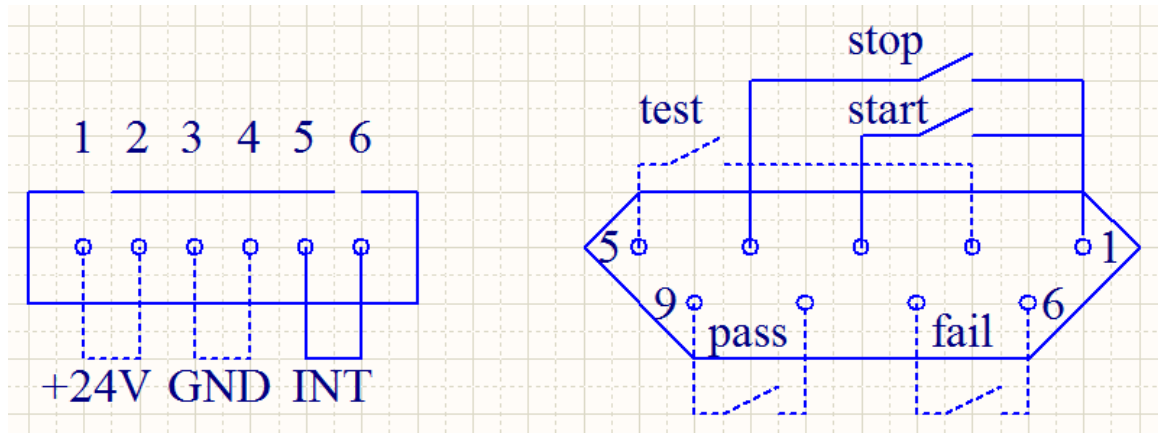 stop
test
start
1 2 3 4 5 6
5
1
9
6
pass
fail
+24V GND INT